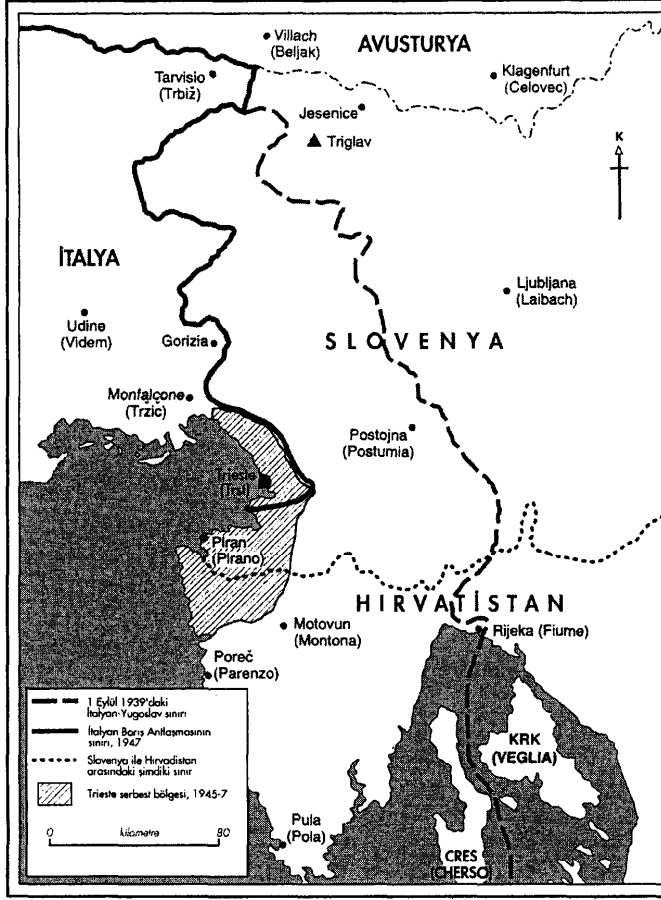 Villach
(Beljak)
AVUSTURYA
Tarvisio
(Trbiž)
Klagenfurt
(Celovec)
Jesenice
Triglav
K
İTALYA
Ljubljana
(Laibach)
Udine
(Videm)
Gorizia
SLOVENYA
Monfalcone
(Trzic)
Postojna
(Postumia)
Trieste
(Trst)
Piran
(Pirano)
HIRVATİSTAN
Motovun
(Montona)
Rijeka (Fiume)
Poreč
(Parenzo)
1 Eylül 1939'daki
İtalyan-Yugoslav sınırı
İtalyan Barış Antlaşmasının
sınırı, 1947
Slovenya ile Hırvadistan
arasındaki şimdiki sınır
Trieste serbest bölgesi, 1945-7
0 kilometre 80
KRK
(VEGLIA)
Pula
(Pola)
CRES
(CHERSO)